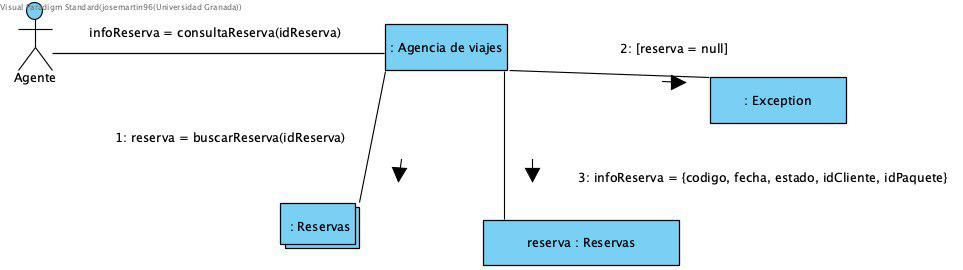 Visual Paradigm Standard(josemartin96(Universidad Granada))
infoReserva = consultaReserva(idReserva)
: Agencia de viajes
2: [reserva = null]
Agente
: Exception
1: reserva = buscarReserva(idReserva)
3: infoReserva = {codigo, fecha, estado, idCliente, idPaquete}
: Reservas
reserva : Reservas